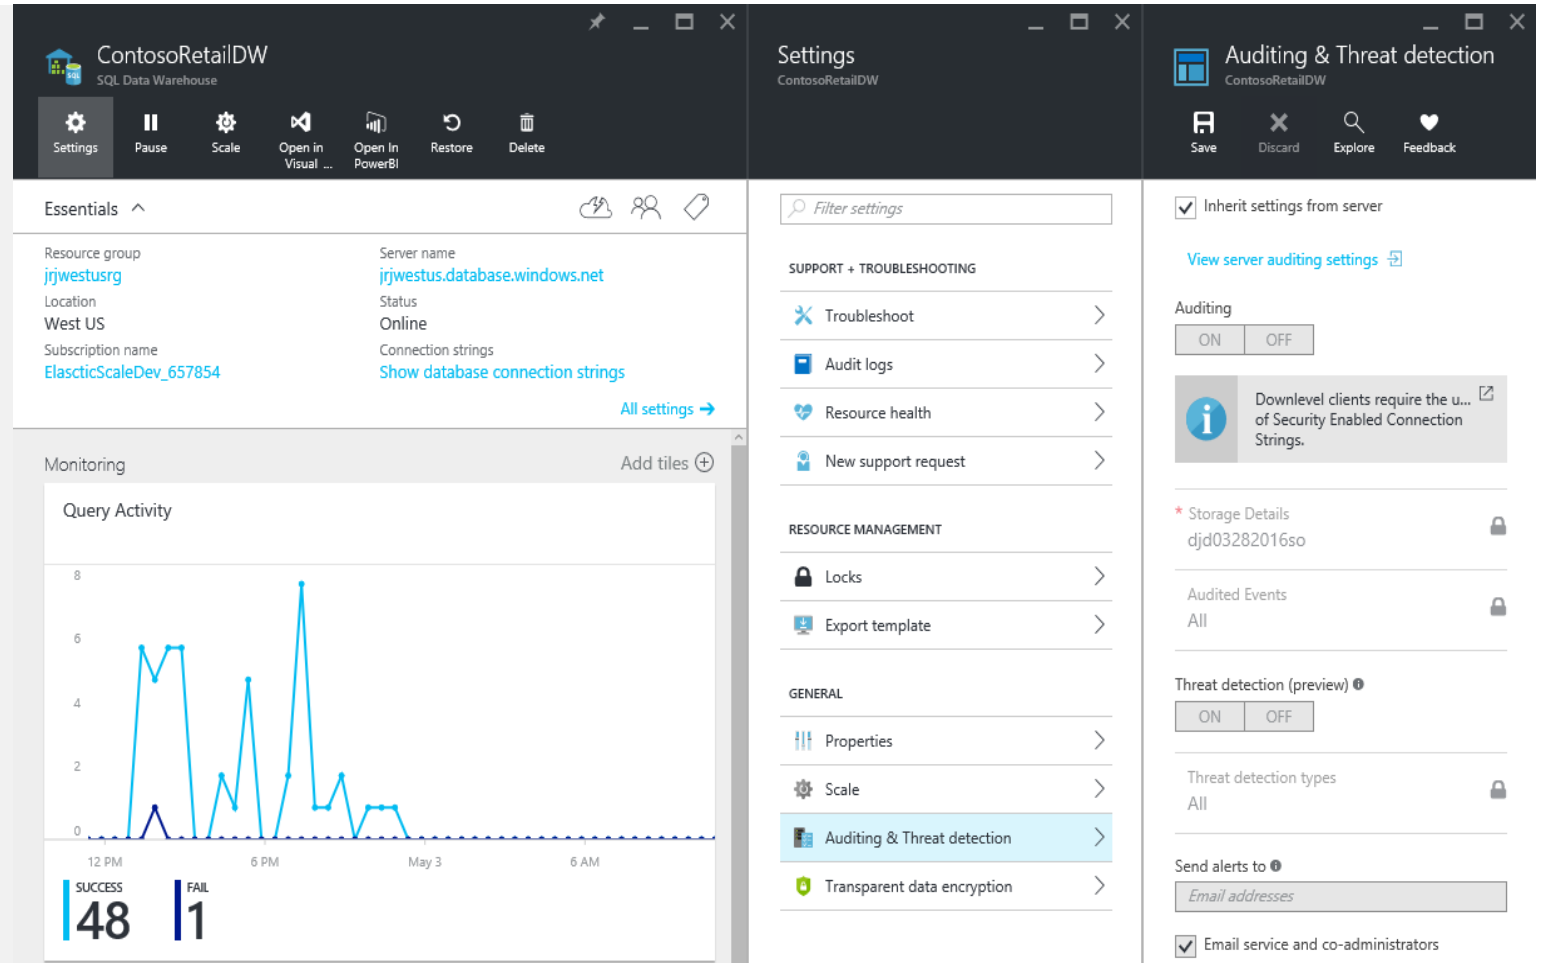 ContosoRetailDW
SQL Data Warehouse
Settings
Pause
Scale
Open in
Visual ...
Open In
PowerBI
Restore
Delete
Essentials
Resource group
jrjwestusrg
Server name
jrjwestus.database.windows.net
Location
West US
Status
Online
Subscription name
ElascticScaleDev_657854
Connection strings
Show database connection strings
All settings
Monitoring
Add tiles
Query Activity
8
6
4
2
0
12 PM
6 PM
May 3
6 AM
SUCCESS
48
FAIL
1
Settings
ContosoRetailDW
Filter settings
SUPPORT + TROUBLESHOOTING
Troubleshoot
Audit logs
Resource health
New support request
RESOURCE MANAGEMENT
Locks
Export template
GENERAL
Properties
Scale
Auditing & Threat detection
Transparent data encryption
Auditing & Threat detection
ContosoRetailDW
Save
Discard
Explore
Feedback
Inherit settings from server
View server auditing settings
Auditing
ON OFF
Downlevel clients require the u...
of Security Enabled Connection
Strings.
* Storage Details
djd03282016so
Audited Events
All
Threat detection (preview)
ON OFF
Threat detection types
All
Send alerts to
Email addresses
Email service and co-administrators